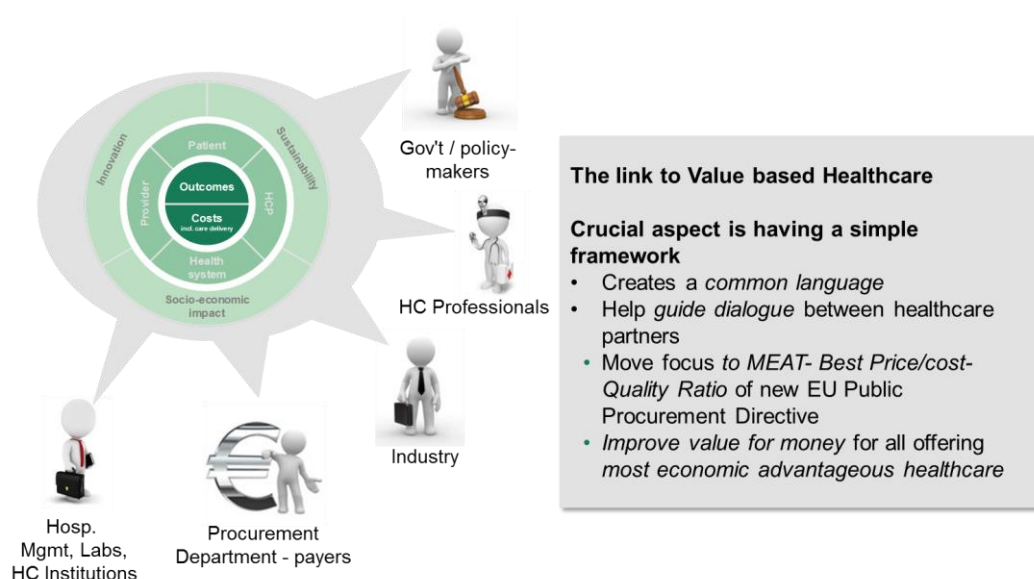 Innovation
Sustainability
Patient
Provider
HCP
Outcomes
Costs
incl. care delivery
Health
system
Socio-economic
impact
Gov't / policy-
makers
HC Professionals
Industry
Procurement
Department - payers
Hosp.
Mgmt, Labs,
HC Institutions
The link to Value based Healthcare
Crucial aspect is having a simple
framework
• Creates a common language
• Help guide dialogue between healthcare
partners
• Move focus to MEAT- Best Price/cost-
Quality Ratio of new EU Public
Procurement Directive
• Improve value for money for all offering
most economic advantageous healthcare